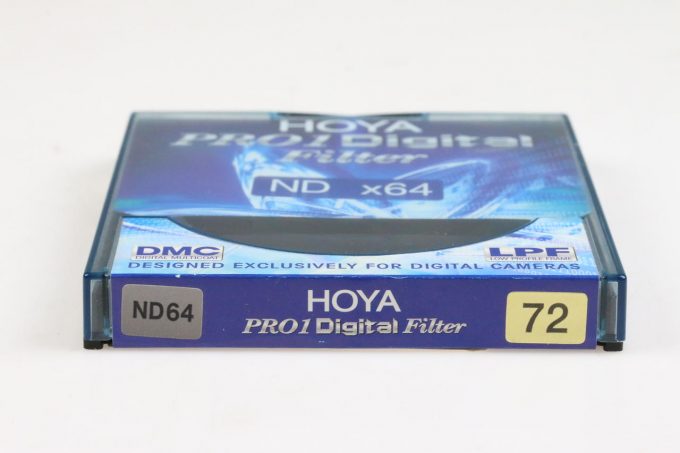 HOYA
PRO1 Digital
Filter
ND x64
DMC
DIGITAL MULTICOAT
LPF
LOW PROFILE FRAME
DESIGNED EXCLUSIVELY FOR DIGITAL CAMERAS
ND64
HOYA
PRO1 Digital Filter
72